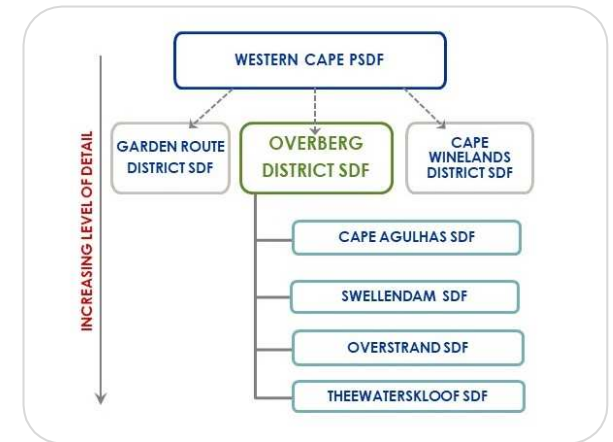 WESTERN CAPE PSDF
INCREASING LEVEL OF DETAIL
GARDEN ROUTE
DISTRICT SDF
OVERBERG
DISTRICT SDF
CAPE
WINELANDS
DISTRICT SDF
CAPE AGULHAS SDF
SWELLENDAM SDF
OVERSTRAND SDF
THEEWATERSKLOOF SDF